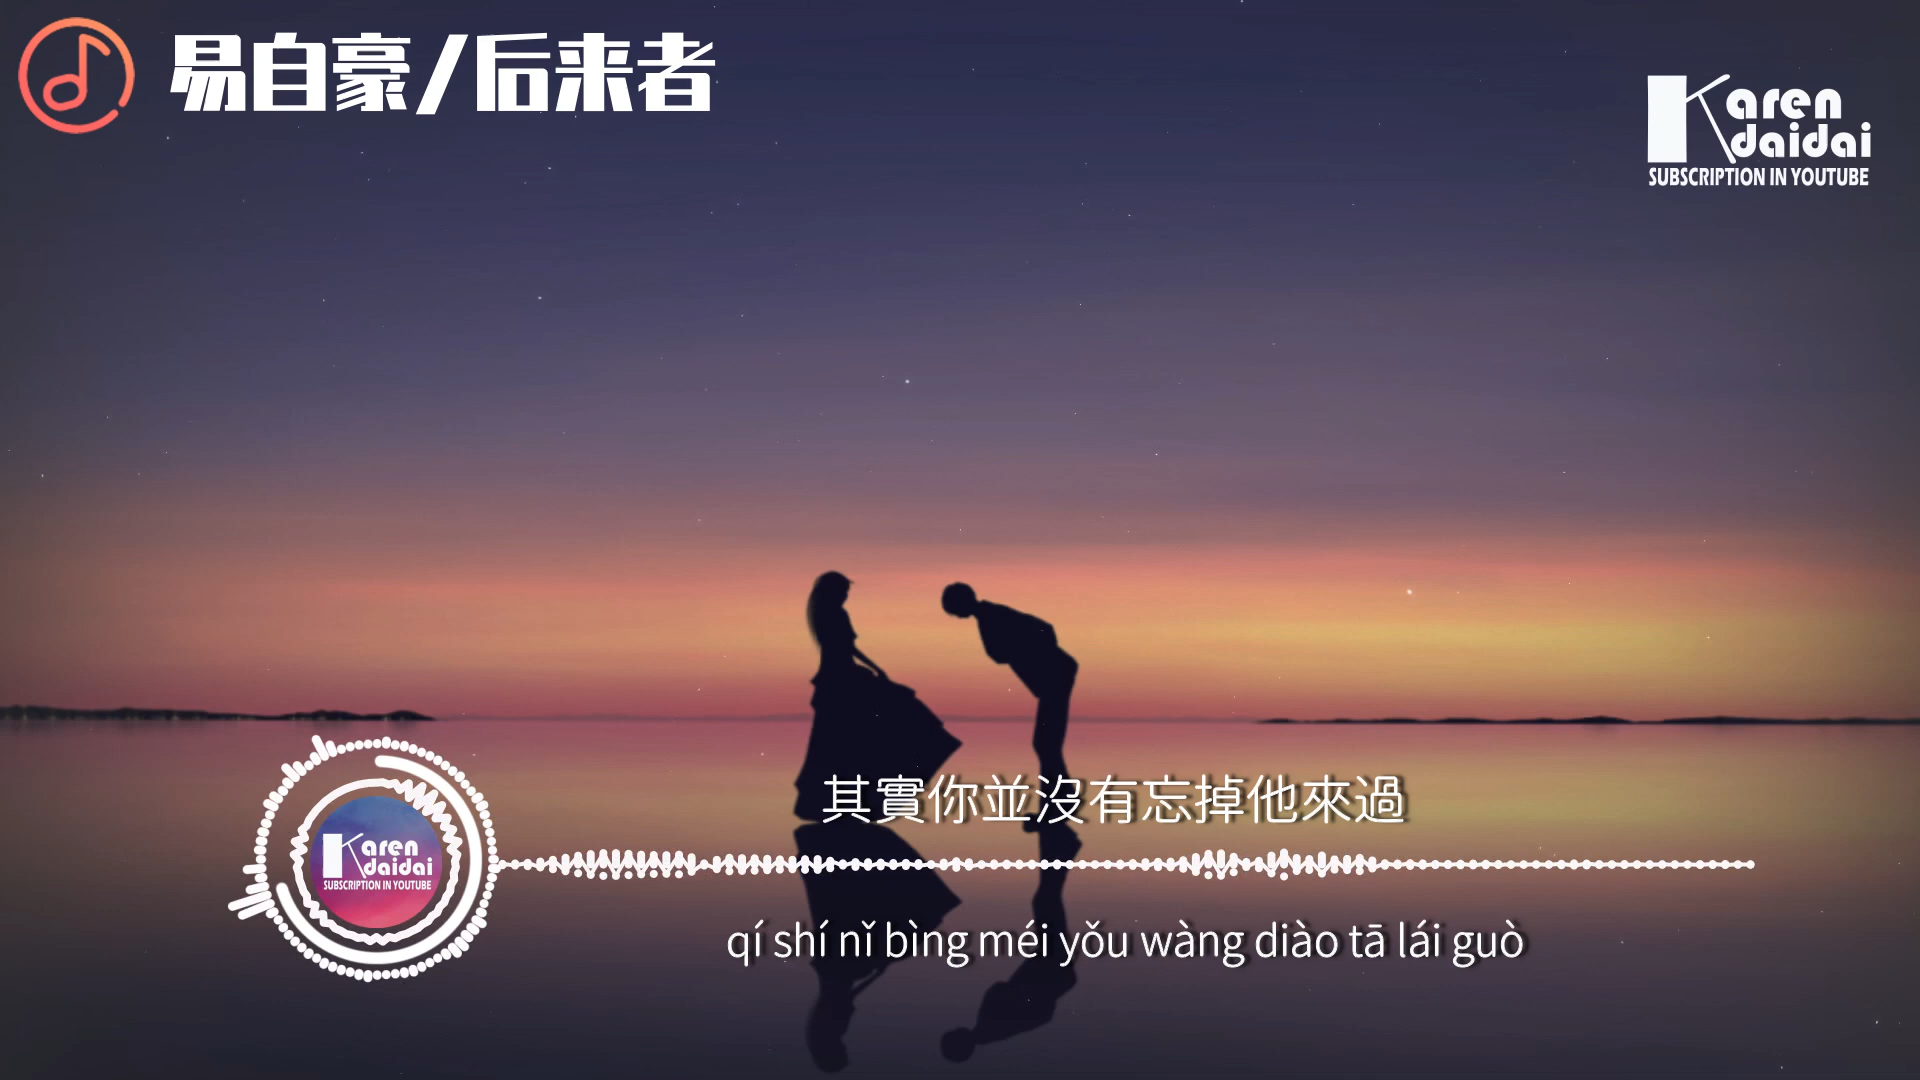 易自豪/后来者
Karen
daidai
SUBSCRIPTION IN YOUTUBE
其實你並沒有忘掉他來過
Karen
daidai
SUBSCRIPTION IN YOUTUBE
qí shí nǐ bìng méi yǒu wàng diào tā lái guò